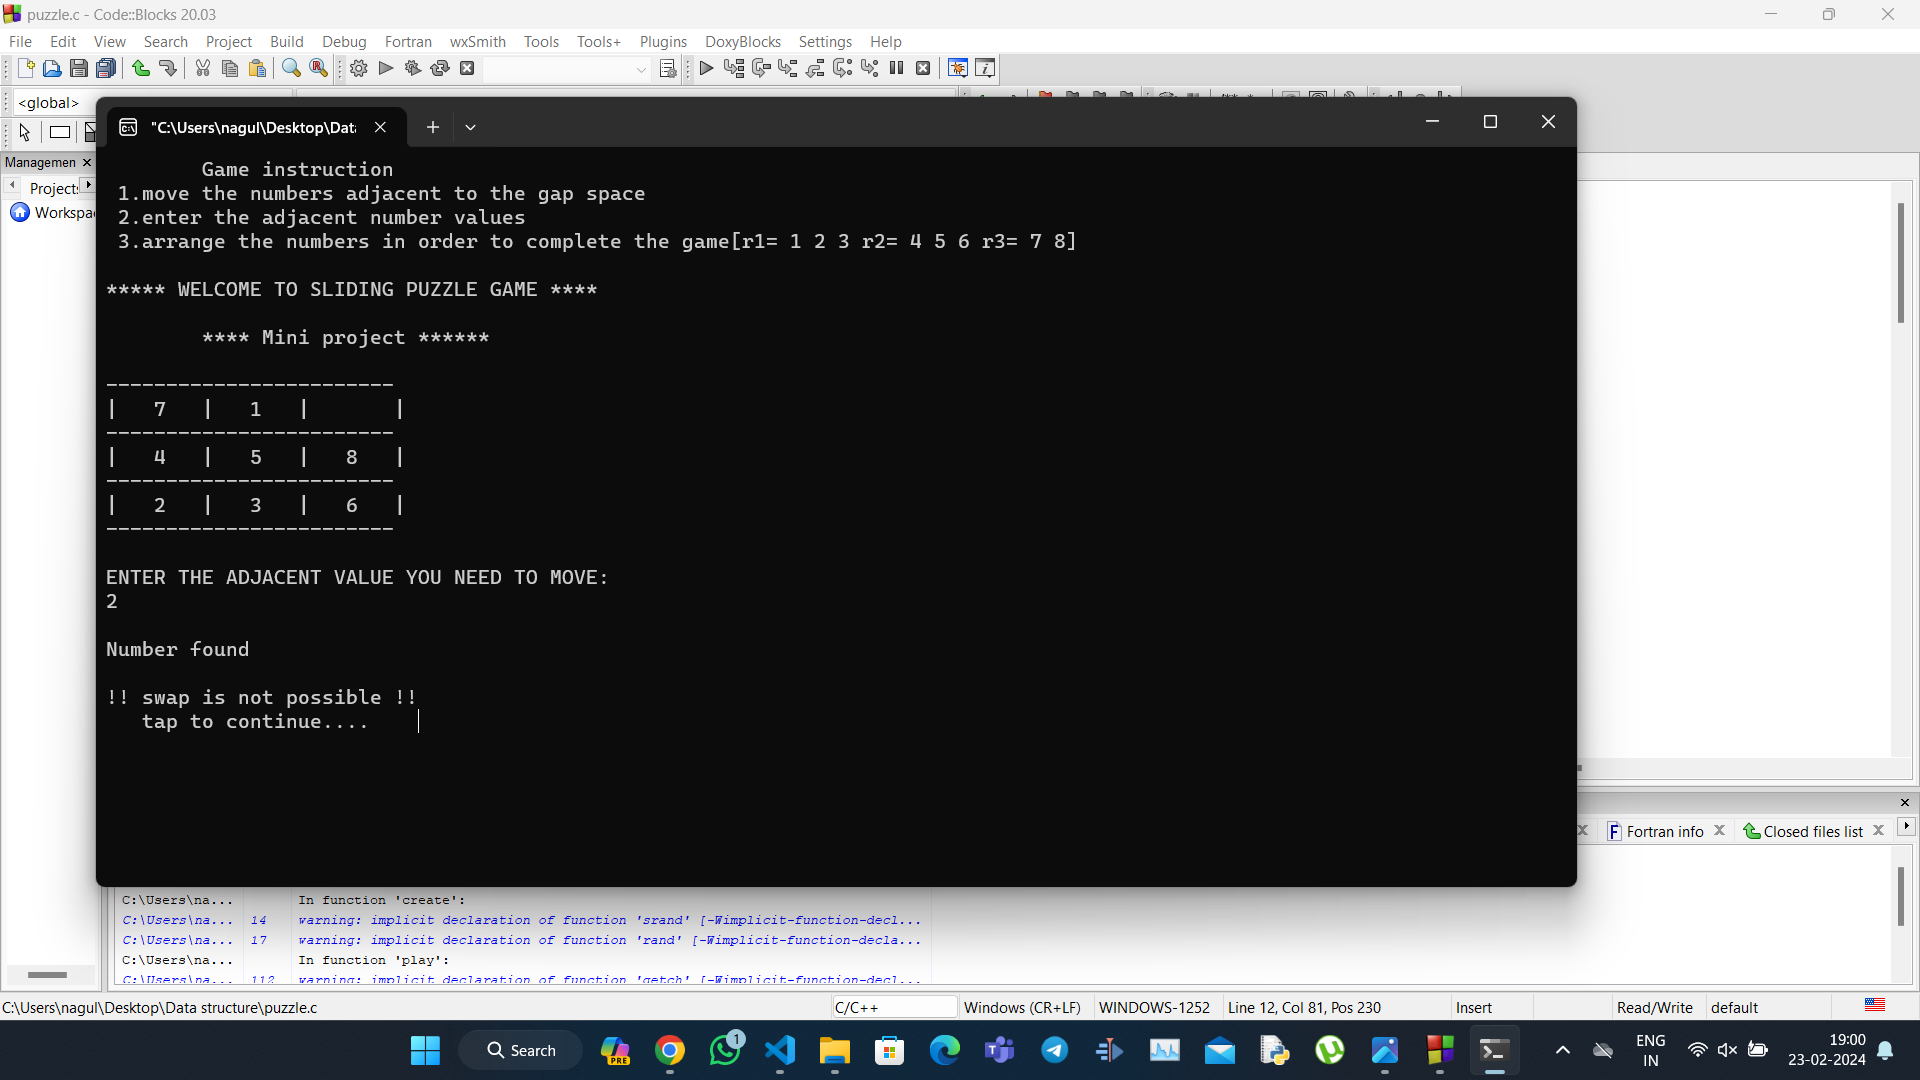 puzzle.c - Code::Blocks 20.03
File Edit View Search Project Build Debug Fortran wxSmith Tools Tools+ Plugins DoxyBlocks Settings Help
<global>
"C:\Users\nagul\Desktop\Data
Managemen
Projects
Workspa
Game instruction
1.move the numbers adjacent to the gap space
2.enter the adjacent number values
3.arrange the numbers in order to complete the game[r1= 1 2 3 r2= 4 5 6 r3= 7 8]
***** WELCOME TO SLIDING PUZZLE GAME ****
**** Mini project ******
------------------------
| 7 | 1 | |
------------------------
| 4 | 5 | 8 |
------------------------
| 2 | 3 | 6 |
------------------------
ENTER THE ADJACENT VALUE YOU NEED TO MOVE:
2
Number found
!! swap is not possible !!
tap to continue....
Fortran info Closed files list
C:\Users\na... In function 'create':
C:\Users\na... 14 warning: implicit declaration of function 'srand' [-Wimplicit-function-decl...
C:\Users\na... 17 warning: implicit declaration of function 'rand' [-Wimplicit-function-decla...
C:\Users\na... In function 'play':
C:\Users\na... 112 warning: implicit declaration of function 'getch' [-Wimplicit-function-decl...
C:\Users\nagul\Desktop\Data structure\puzzle.c C/C++ Windows (CR+LF) WINDOWS-1252 Line 12, Col 81, Pos 230 Insert Read/Write default
Search PRE 1 ENG IN 19:00 23-02-2024